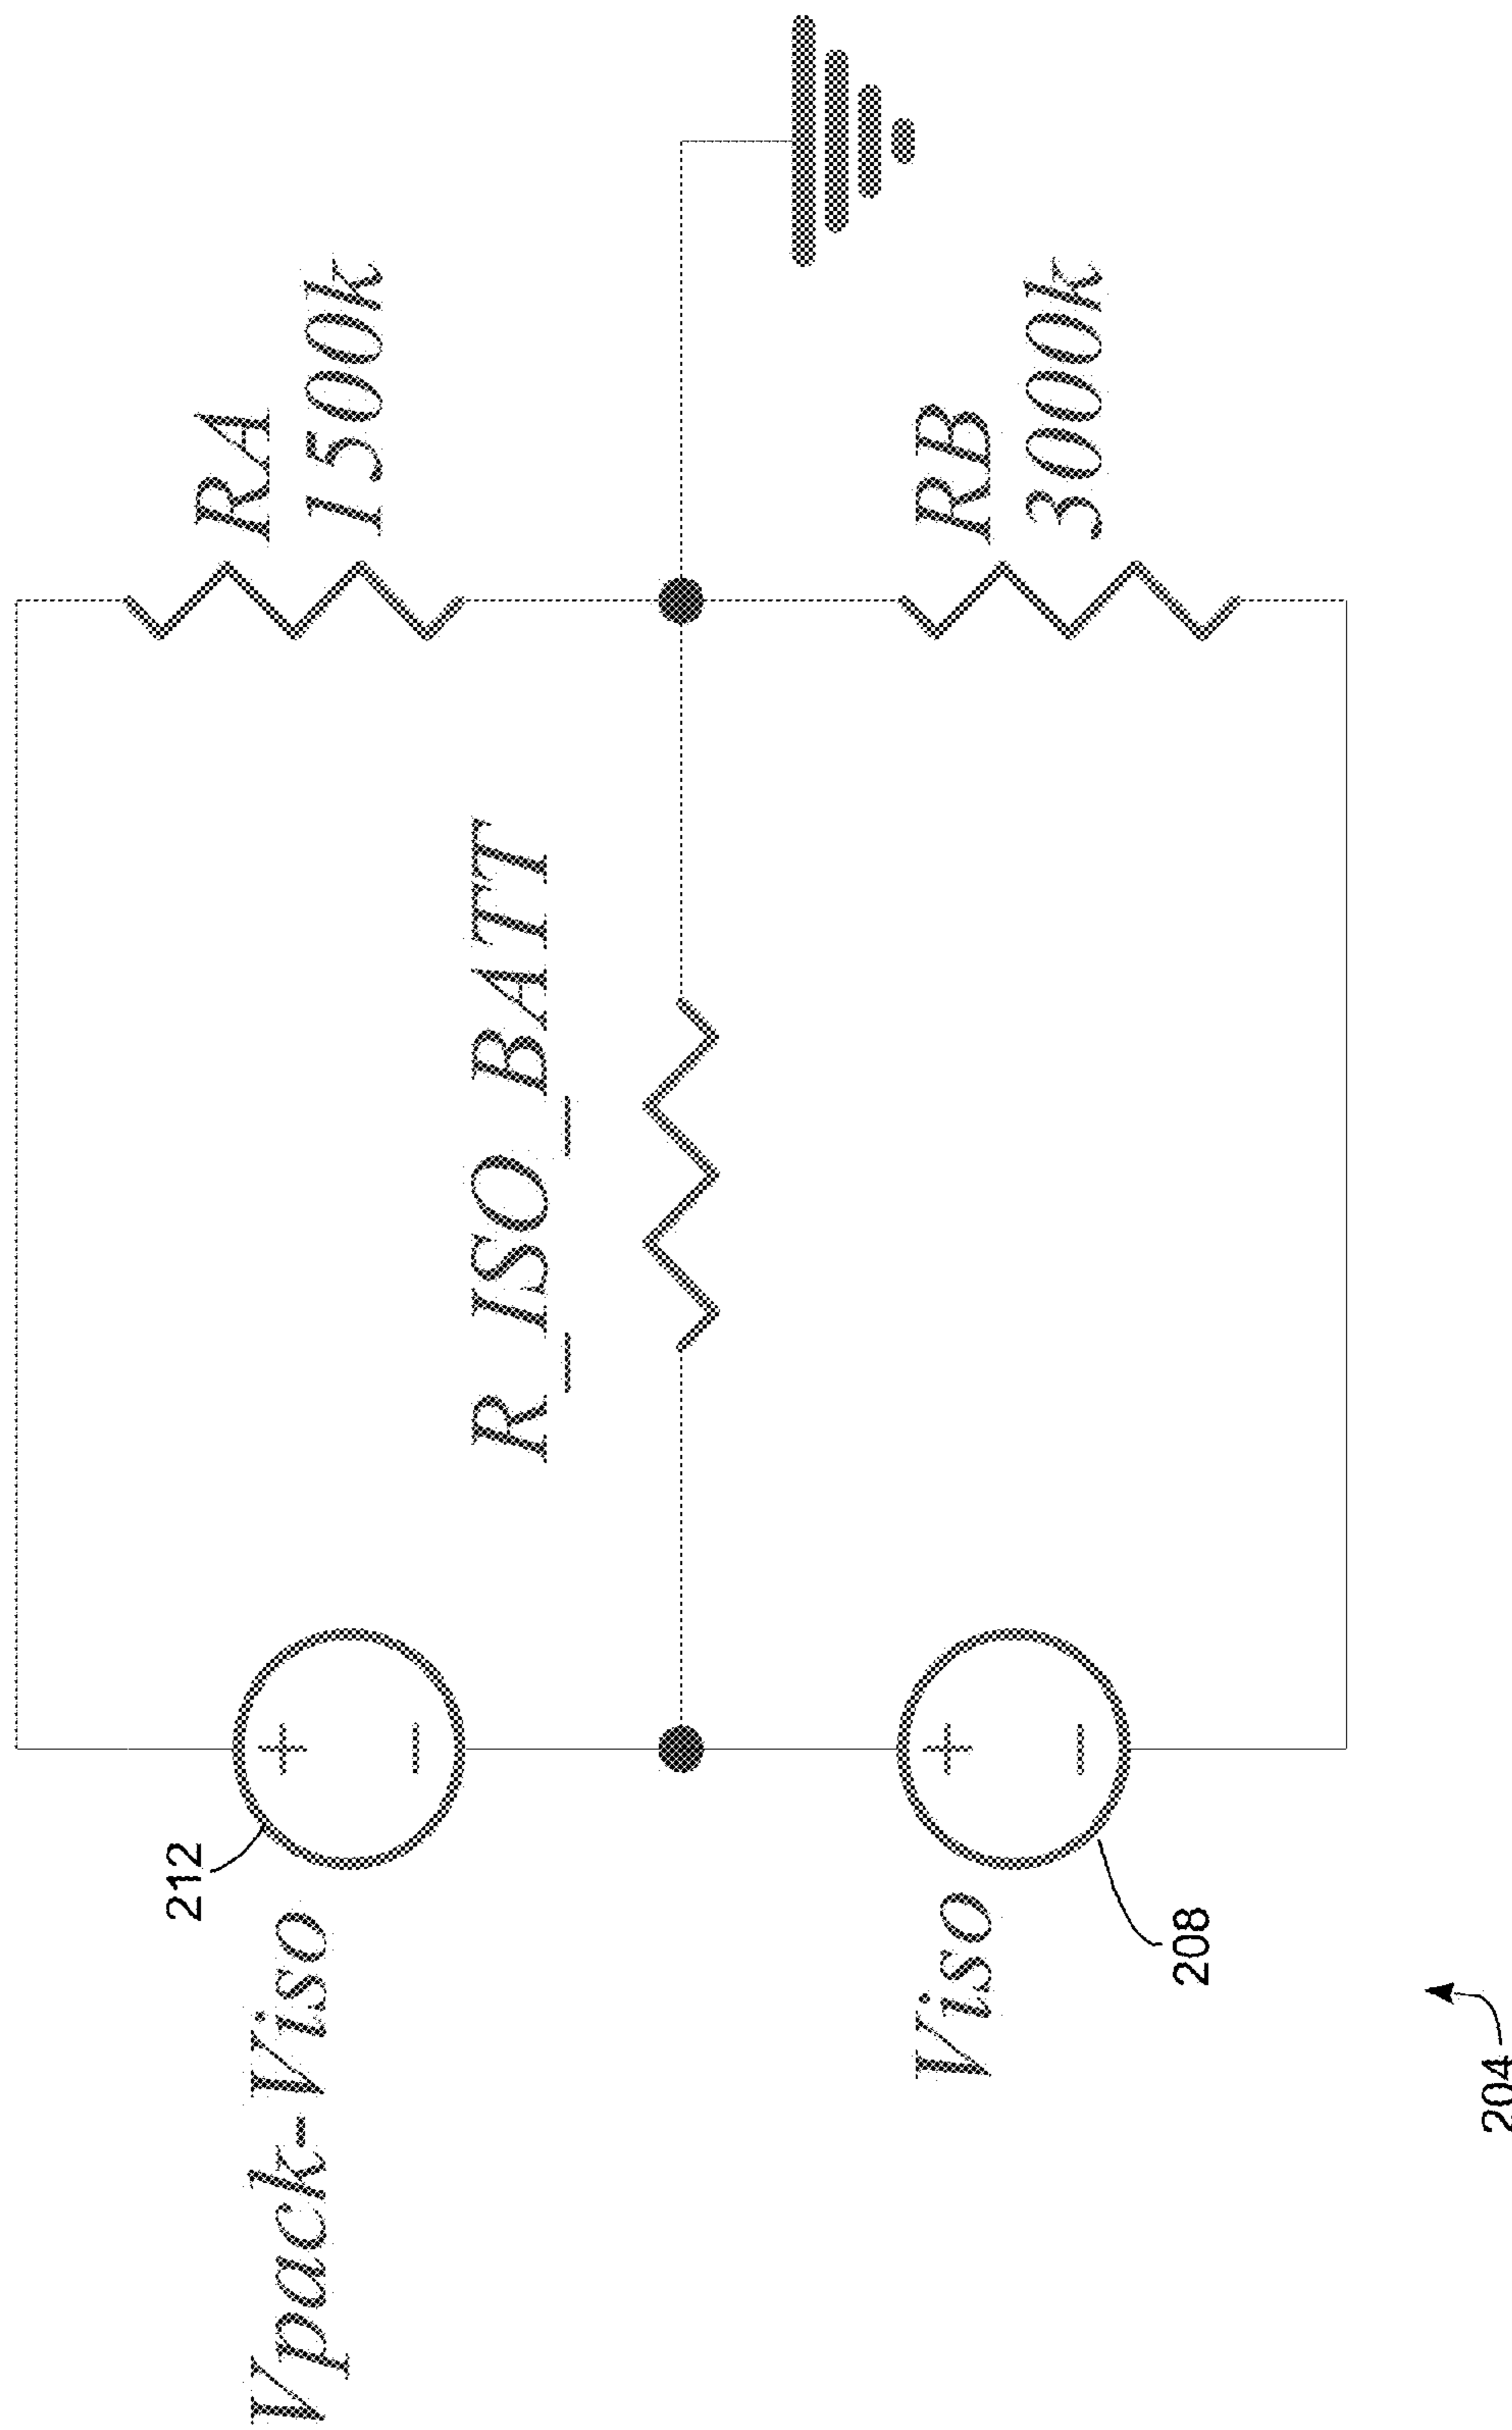 212
Vpack-Viso
RA
1500k
R_ISO_BATT
+
−
Viso
208
RB
3000k
+
−
204